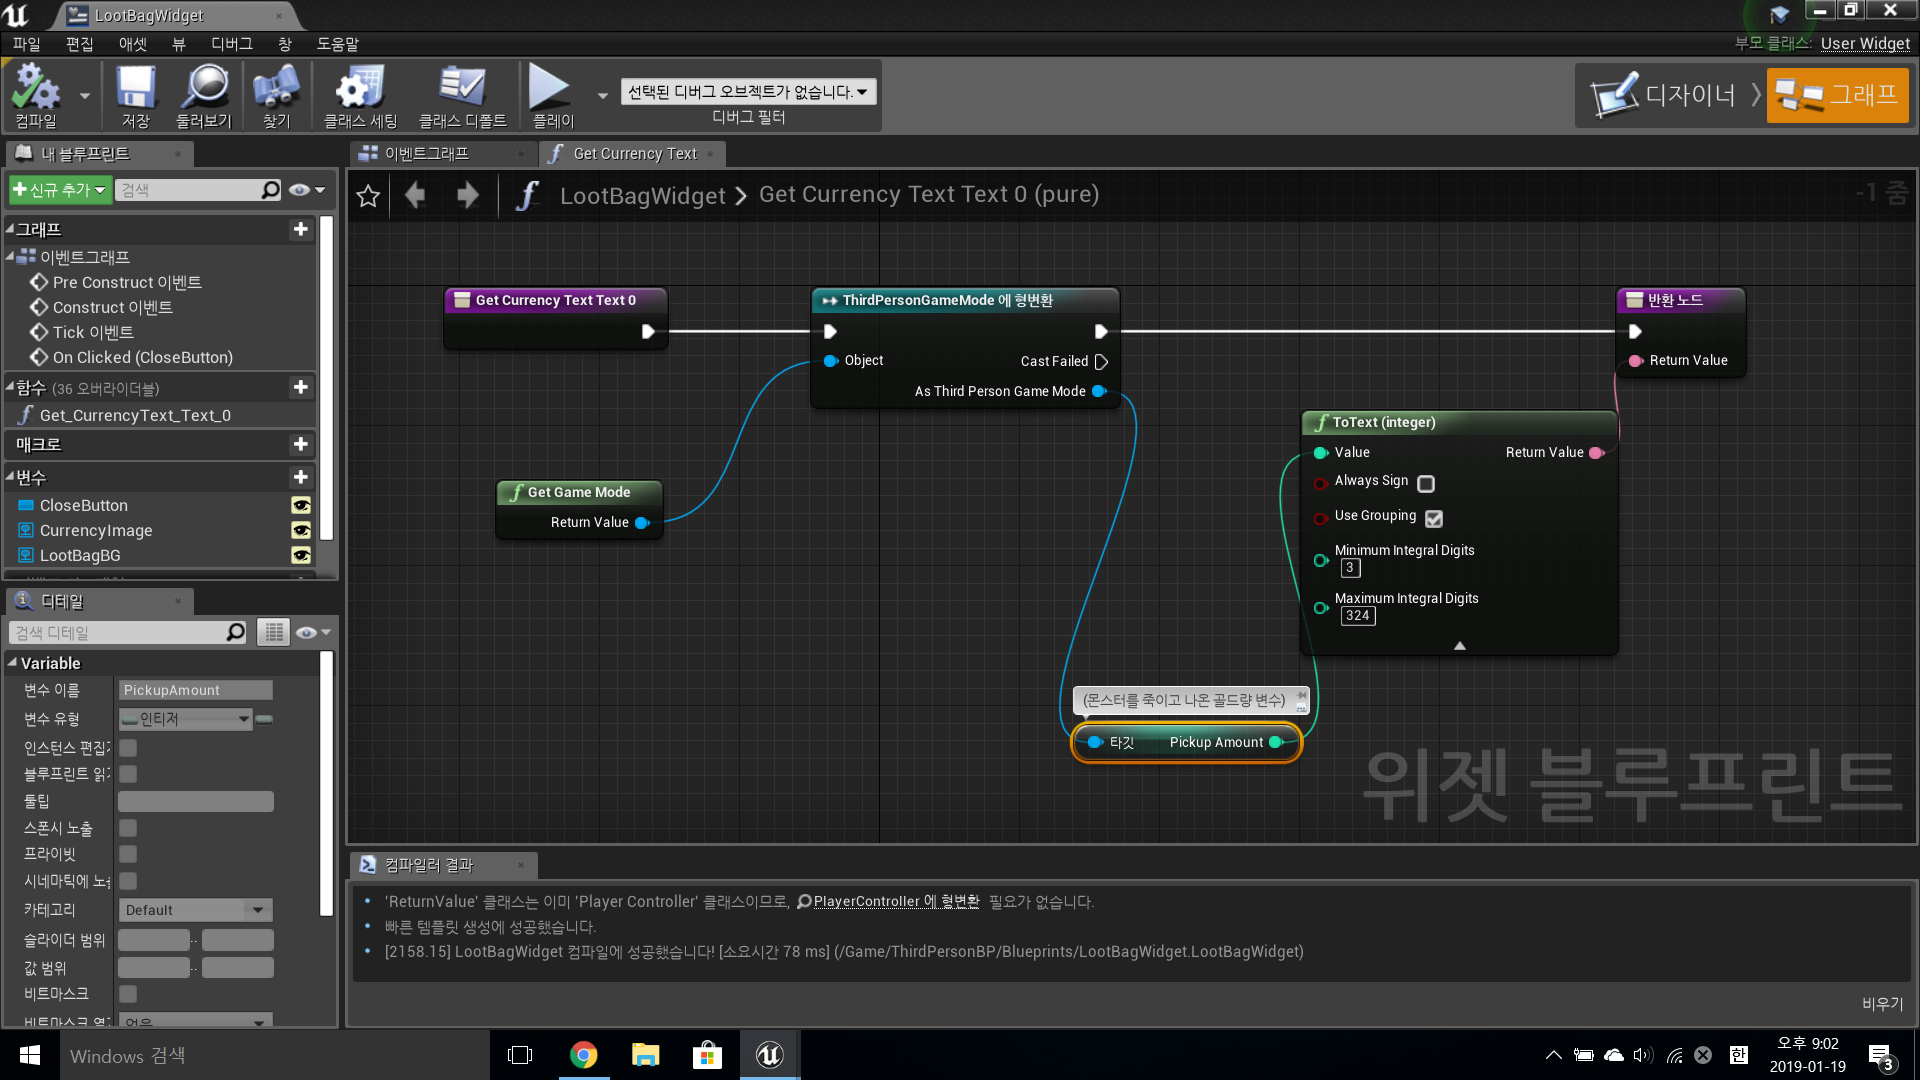 LootBagWidget
파일 편집 애셋 뷰 디버그 창 도움말
부모 클래스: User Widget
컴파일 저장 둘러보기 찾기 클래스 세팅 클래스 디폴트 플레이
선택된 디버그 오브젝트가 없습니다.
디버그 필터
디자이너 그래프
내 블루프린트
이벤트그래프
Get Currency Text
신규 추가
검색
LootBagWidget > Get Currency Text Text 0 (pure)
-1 줌
그래프
이벤트그래프
Pre Construct 이벤트
Construct 이벤트
Tick 이벤트
On Clicked (CloseButton)
함수 (36 오버라이더블)
Get_CurrencyText_Text_0
매크로
변수
CloseButton
CurrencyImage
LootBagBG
Get Currency Text Text 0
ThirdPersonGameMode 에 형변환
Object
Cast Failed
As Third Person Game Mode
반환 노드
Return Value
Get Game Mode
Return Value
ToText (integer)
Value
Return Value
Always Sign
Use Grouping
Minimum Integral Digits
3
Maximum Integral Digits
324
(몬스터를 죽이고 나온 골드량 변수)
타깃 Pickup Amount
위젯 블루프린트
디테일
검색 디테일
Variable
변수 이름 PickupAmount
변수 유형 인티저
인스턴스 편집
블루프린트 읽
툴팁
스폰시 노출
프라이빗
시네마틱에 노
카테고리 Default
슬라이더 범위 ..
값 범위 ..
비트마스크
컴파일러 결과
'ReturnValue' 클래스는 이미 'Player Controller' 클래스이므로, PlayerController 에 형변환 필요가 없습니다.
빠른 템플릿 생성에 성공했습니다.
[2158.15] LootBagWidget 컴파일에 성공했습니다! [소요시간 78 ms] (/Game/ThirdPersonBP/Blueprints/LootBagWidget.LootBagWidget)
비우기
Windows 검색
한
오후 9:02
2019-01-19
3